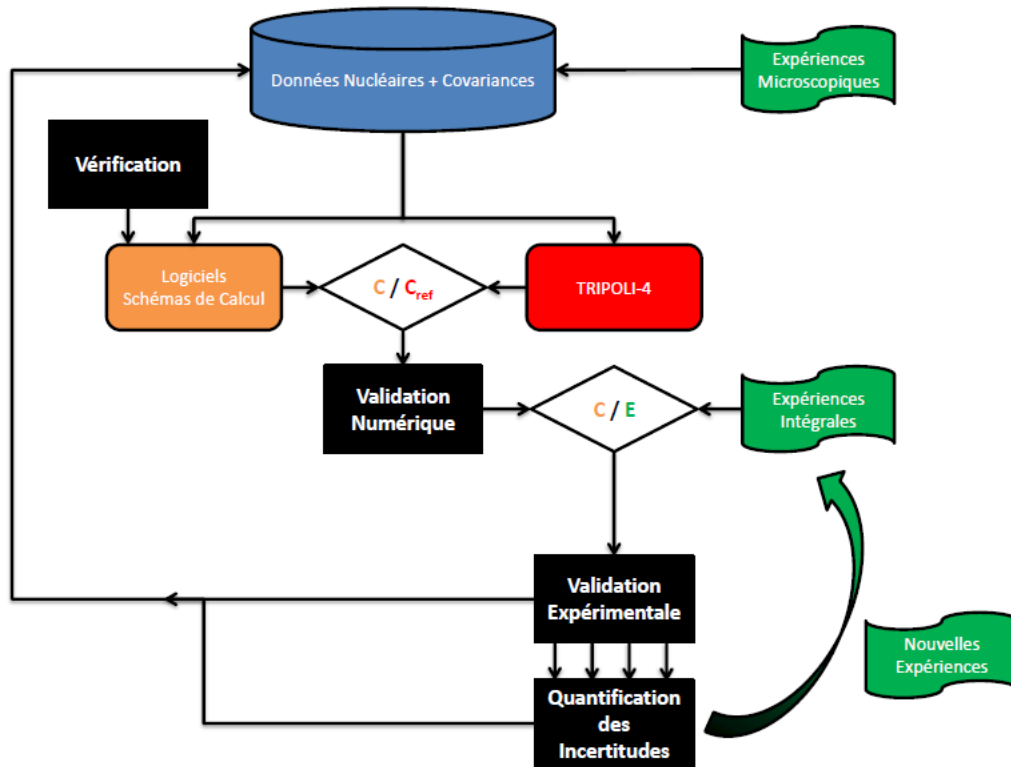 Données Nucléaires + Covariances
Expériences
Microscopiques
Vérification
Logiciels
Schémas de Calcul
C / Cref
TRIPOLI-4
Validation
Numérique
C / E
Expériences
Intégrales
Validation
Expérimentale
Nouvelles
Expériences
Quantification
des
Incertitudes